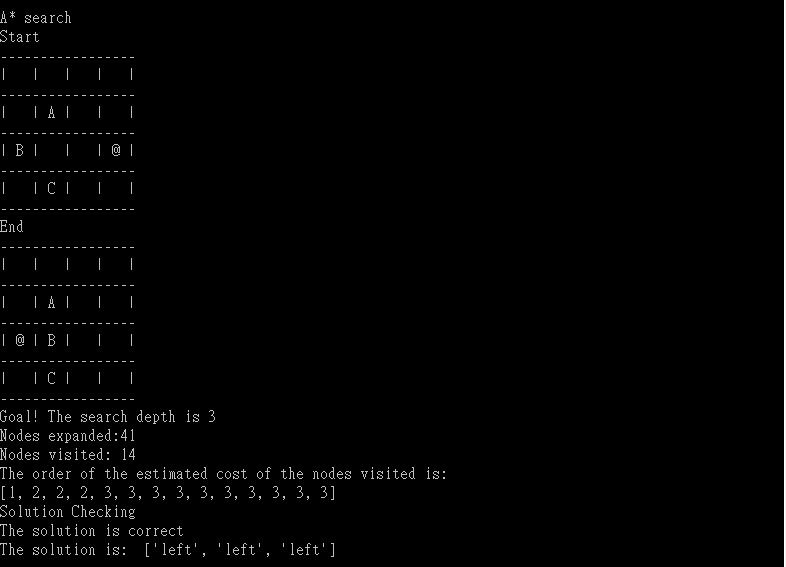 A* search
Start
-----------------
|   |   |   |   |
-----------------
|   | A |   |   |
-----------------
| B |   |   | @ |
-----------------
|   | C |   |   |
-----------------
End
-----------------
|   |   |   |   |
-----------------
|   | A |   |   |
-----------------
| @ | B |   |   |
-----------------
|   | C |   |   |
-----------------
Goal! The search depth is 3
Nodes expanded:41
Nodes visited: 14
The order of the estimated cost of the nodes visited is:
[1, 2, 2, 2, 3, 3, 3, 3, 3, 3, 3, 3, 3, 3]
Solution Checking
The solution is correct
The solution is:  ['left', 'left', 'left']